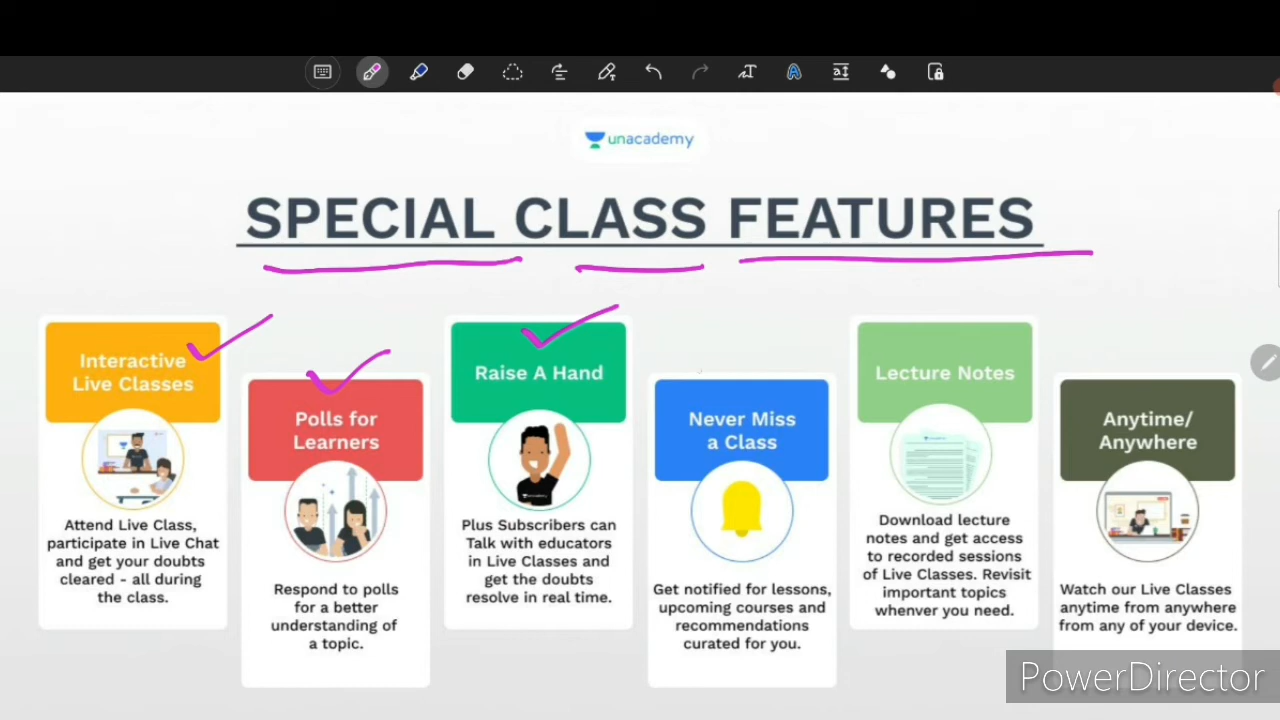 unacademy
SPECIAL CLASS FEATURES
Interactive
Live Classes
Attend Live Class,
participate in Live Chat
and get your doubts
cleared - all during
the class.
Polls for
Learners
Respond to polls
for a better
understanding of
a topic.
Raise A Hand
unacademy
Plus Subscribers can
Talk with educators
in Live Classes and
get the doubts
resolve in real time.
Never Miss
a Class
Get notified for lessons,
upcoming courses and
recommendations
curated for you.
Lecture Notes
Download lecture
notes and get access
to recorded sessions
of Live Classes. Revisit
important topics
whenver you need.
Anytime/
Anywhere
Watch our Live Classes
anytime from anywhere
from any of your device.
PowerDirector